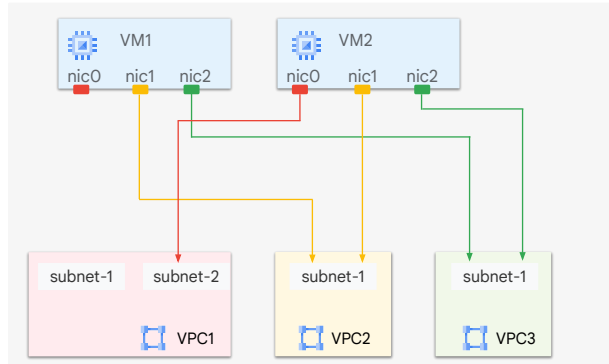 VM1
VM2
nic0 nic1 nic2
nic0 nic1 nic2
subnet-1 subnet-2
subnet-1
subnet-1
VPC1
VPC2
VPC3